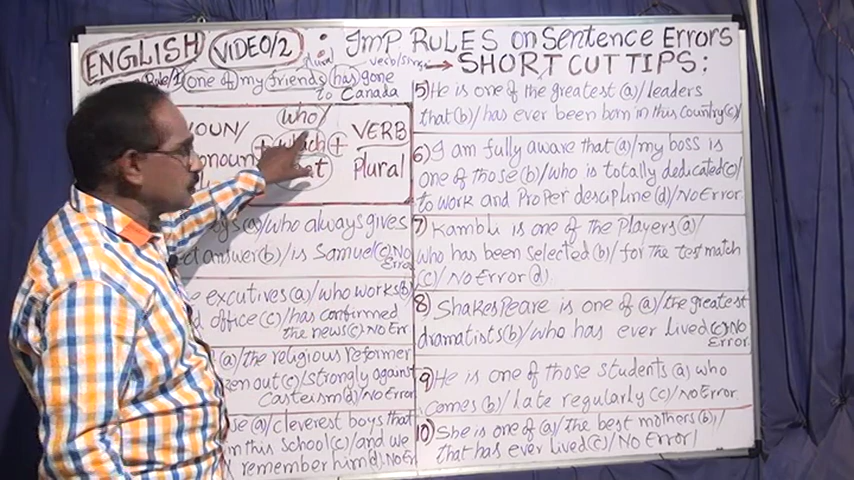 ENGLISH VIDEO/2 : IMP RULES on Sentence Errors
plural verb/sing
SHORT CUT TIPS:
Rule/1 one of my friends has gone
to Canada
who/
NOUN/ + which + VERB
pronoun Plural
(a)/who always gives
answer(b)/is Samuel(c)No
Error
excutives(a)/who works(b)
office(c)/has confirmed
the news(c).No Err
(a)/the religious Reformer
out(c)/strongly against
Casteism(d)/No Error
(a)/cleverest boys that
in this school(c)/and we
remember him(d).No Er
5) He is one of the greatest (a)/leaders
that(b)/has ever been born in this country(c)/
6) I am fully aware that(a)/my boss is
one of those(b)/who is totally dedicated(c)/
to work and Proper descipline(d)/No Error.
7) Kamblu is one of the Players(a)/
who has been selected(b)/for the test match
(c)/No Error(d).
8) Shakespeare is one of (a)/the greatest
dramatists(b)/who has ever Lived(c)No
Error.
9) He is one of those students(a) who
comes(b)/late regularly(c)/No Error.
10) She is one of(a)/the best mothers(b)/
that has ever Lived(c)/No Error/